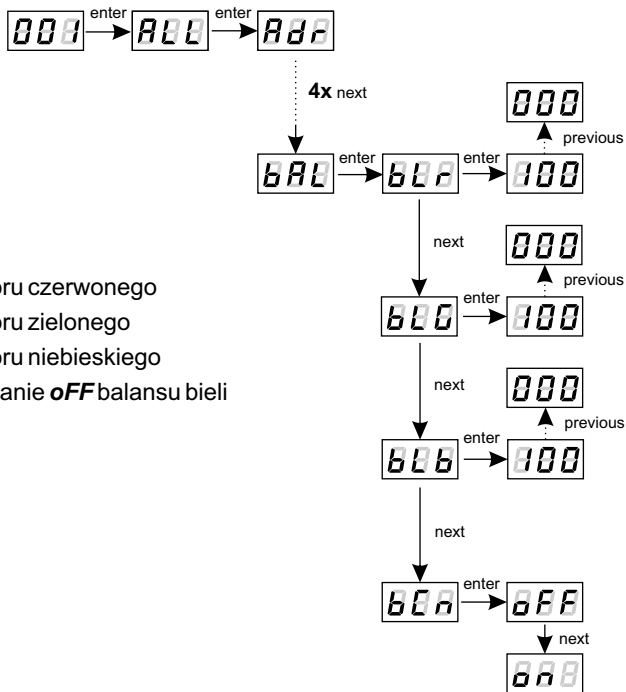 001 enter ALL enter Adr
4x next
000
previous
bAL enter bLr enter 100
next
000
previous
oru czerwonego
bLG enter 100
oru zielonego
oru niebieskiego
next
000
anie oFF balansu bieli
previous
bLb enter 100
next
bCn enter oFF
next
on